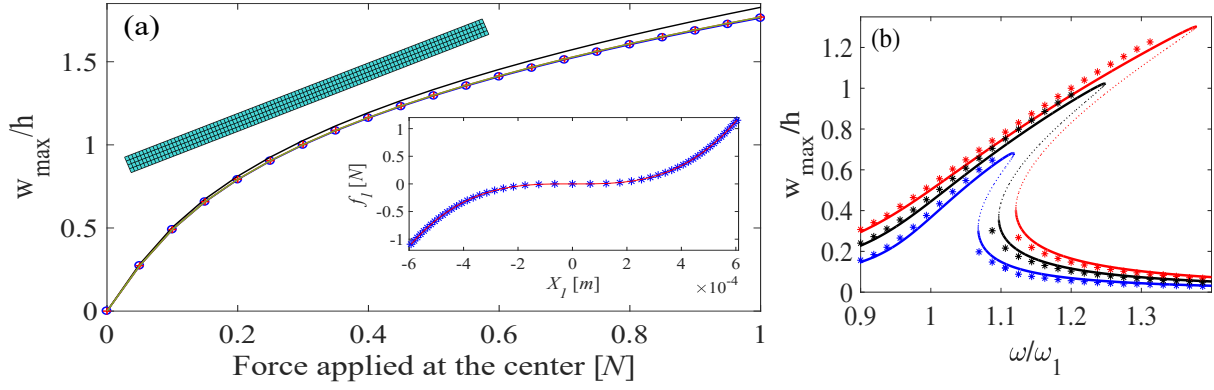 (a)
w_max/h
1.5
1
0.5
0
0 0.2 0.4 0.6 0.8 1
Force applied at the center [N]
f_1 [N]
1
0.5
0
-0.5
-1
-6 -4 -2 0 2 4 6
X_1 [m]
×10^-4
(b)
w_max/h
1.2
1
0.8
0.6
0.4
0.2
0
0.9 1 1.1 1.2 1.3
ω/ω_1